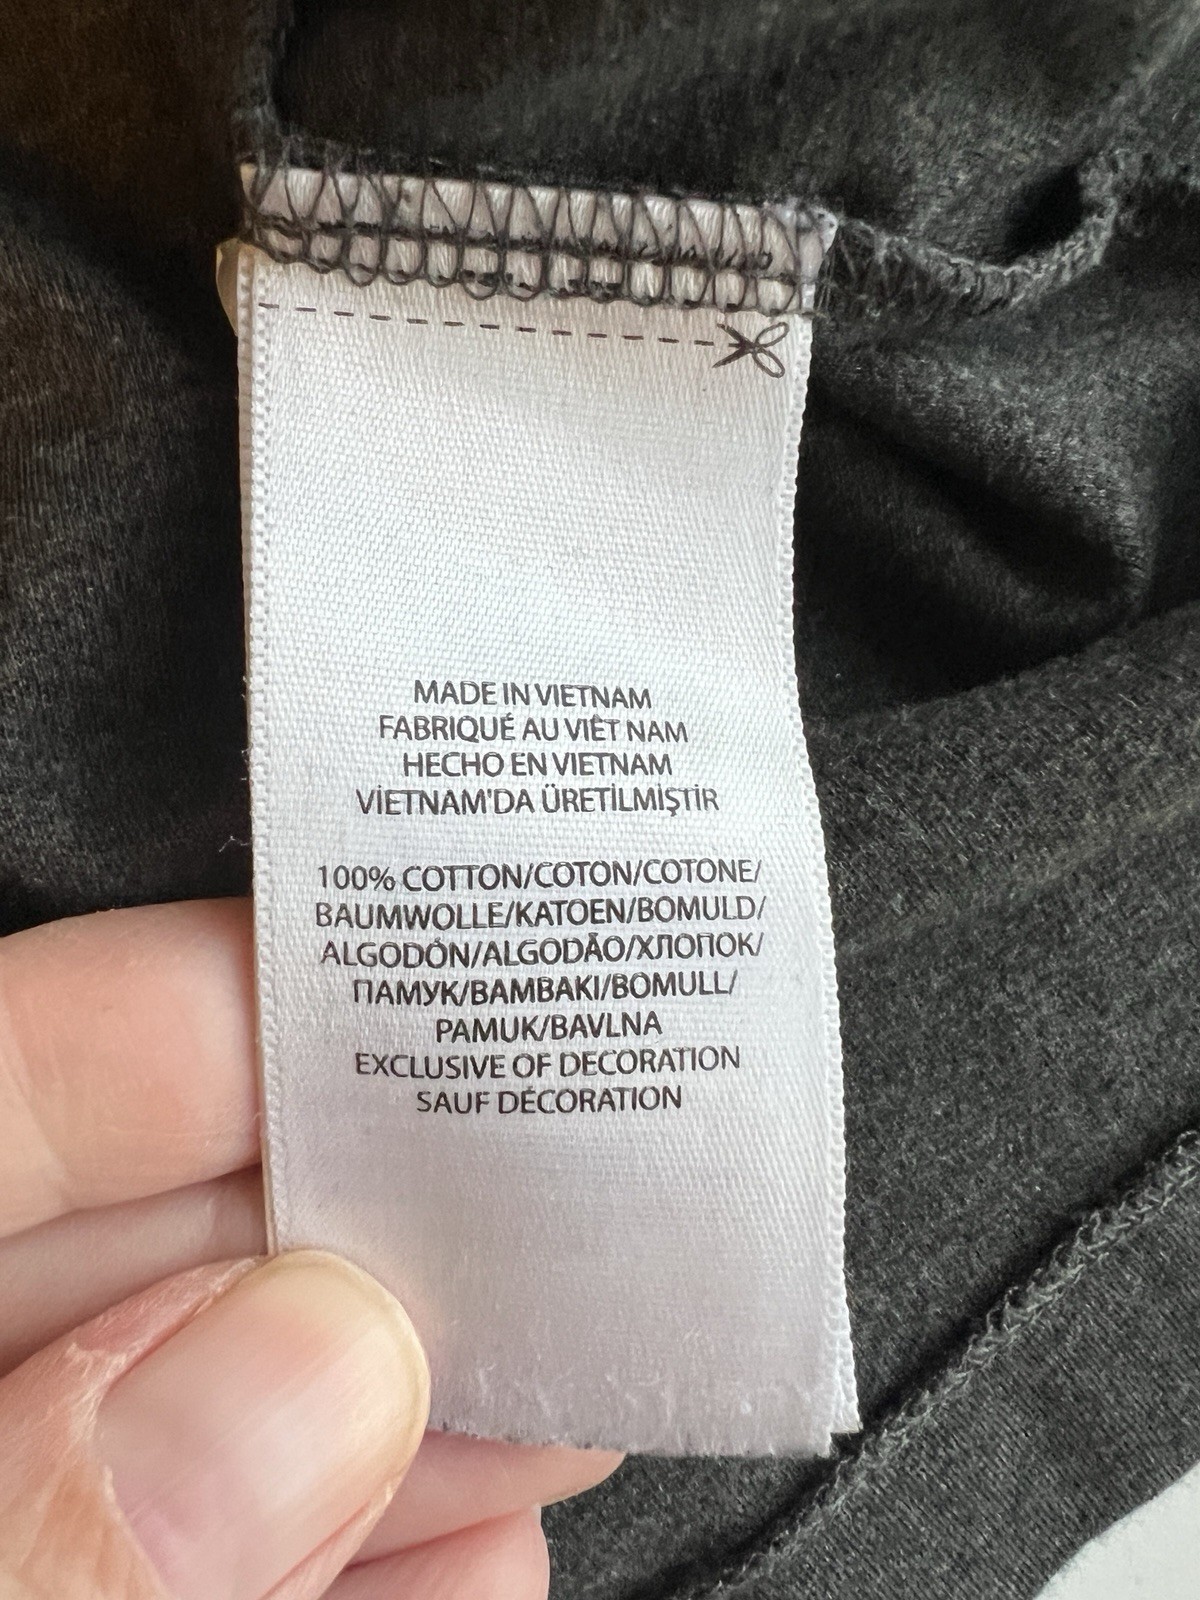 MADE IN VIETNAM
FABRIQUÉ AU VIÊT NAM
HECHO EN VIETNAM
VİETNAM'DA ÜRETİLMİŞTİR
100% COTTON/COTON/COTONE/
BAUMWOLLE/KATOEN/BOMULD/
ALGODÓN/ALGODÃO/ХЛОПОК/
ПАМУК/BAMBAKI/BOMULL/
PAMUK/BAVLNA
EXCLUSIVE OF DECORATION
SAUF DÉCORATION